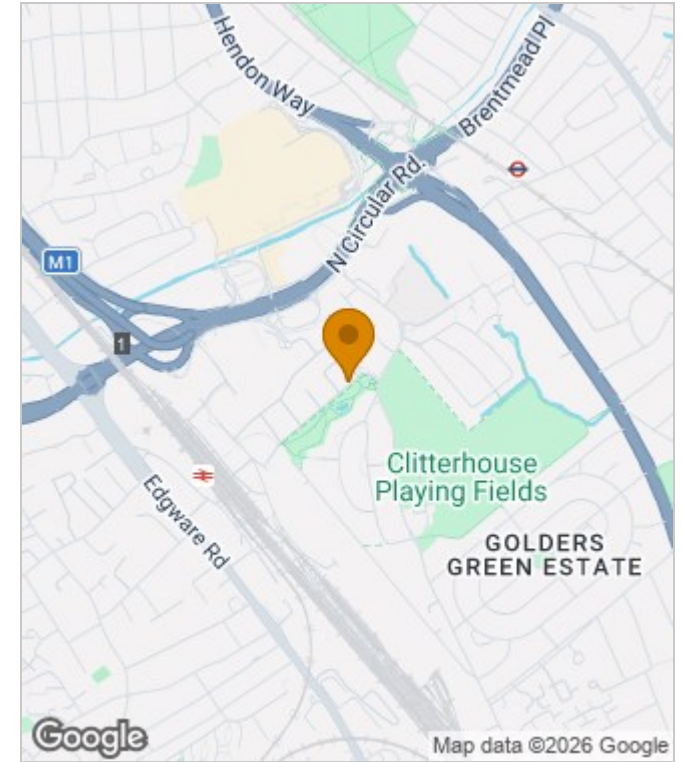 Hendon Way
Brentmead Pl
N Circular Rd.
M1
1
Edgware Rd
Clitterhouse
Playing Fields
GOLDERS
GREEN ESTATE
Google
Map data ©2026 Google